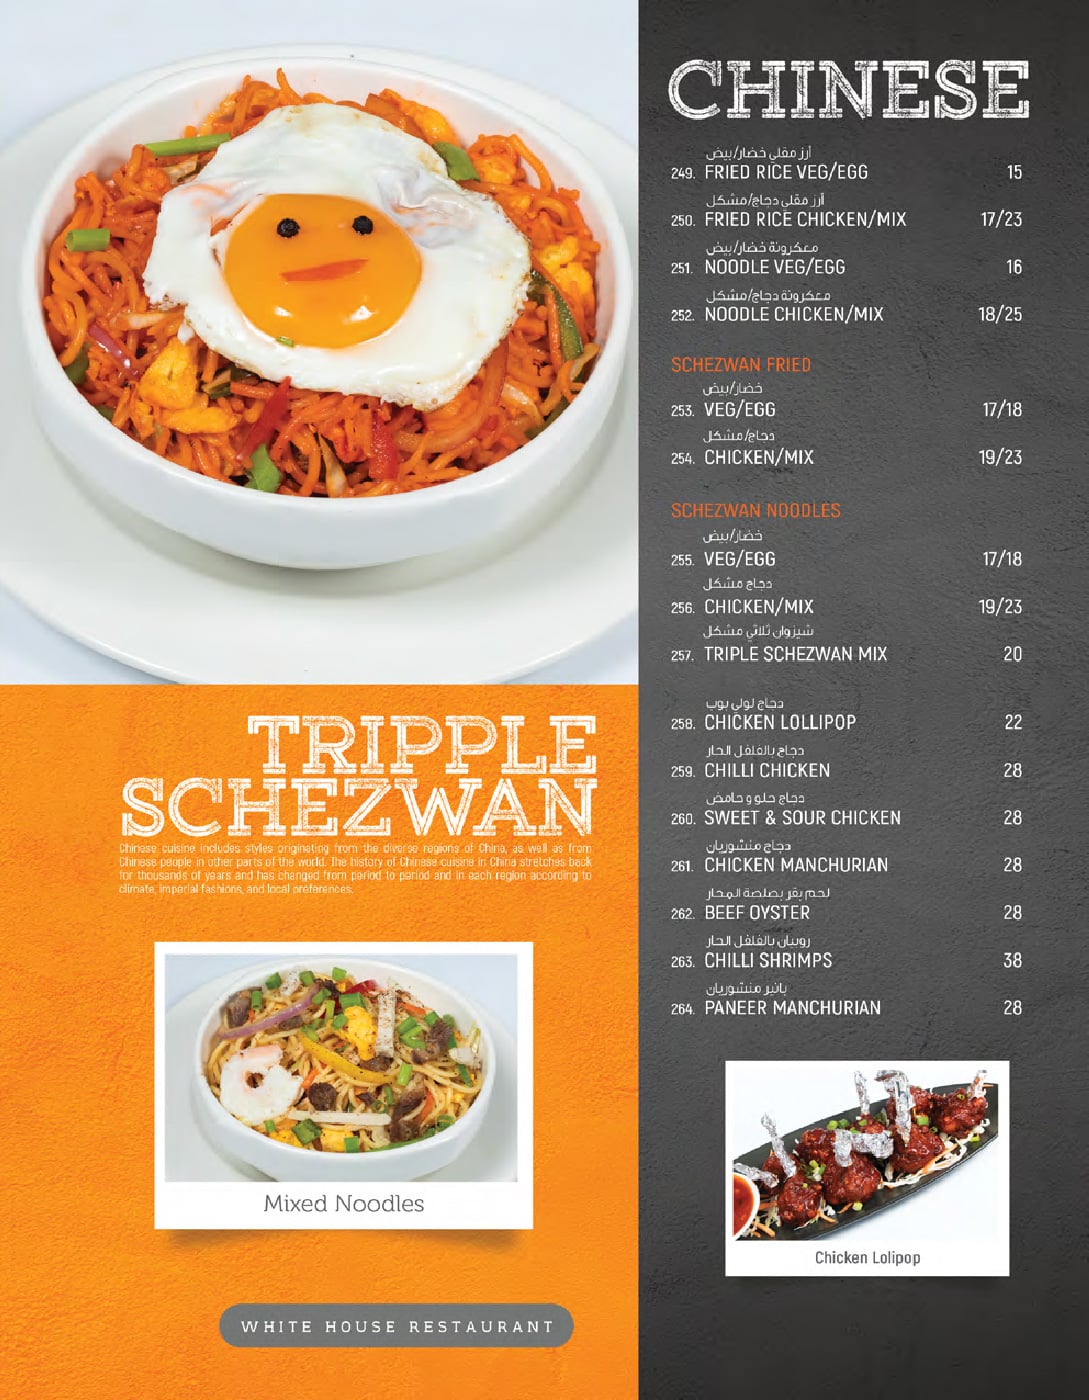 CHINESE
أرز مقلي خضار/بيض
249. FRIED RICE VEG/EGG 15
أرز مقلي دجاج/مشكل
250. FRIED RICE CHICKEN/MIX 17/23
معكرونة خضار/بيض
251. NOODLE VEG/EGG 16
معكرونة دجاج/مشكل
252. NOODLE CHICKEN/MIX 18/25
SCHEZWAN FRIED
خضار/بيض
253. VEG/EGG 17/18
دجاج/مشكل
254. CHICKEN/MIX 19/23
SCHEZWAN NOODLES
خضار/بيض
255. VEG/EGG 17/18
دجاج مشكل
256. CHICKEN/MIX 19/23
شيزوان ثلاثي مشكل
257. TRIPLE SCHEZWAN MIX 20
دجاج لولي بوب
258. CHICKEN LOLLIPOP 22
دجاج بالفلفل الحار
259. CHILLI CHICKEN 28
دجاج حلو و حامض
260. SWEET & SOUR CHICKEN 28
دجاج منشوريان
261. CHICKEN MANCHURIAN 28
لحم بقر بصلصة المحار
262. BEEF OYSTER 28
روبيان بالفلفل الحار
263. CHILLI SHRIMPS 38
بانير منشوريان
264. PANEER MANCHURIAN 28
Chicken Lolipop
TRIPPLE
SCHEZWAN
Chinese cuisine includes styles originating from the diverse regions of China, as well as from
Chinese people in other parts of the world. The history of Chinese cuisine in China stretches back
for thousands of years and has changed from period to period and in each region according to
climate, imperial fashions, and local preferences.
Mixed Noodles
WHITE HOUSE RESTAURANT